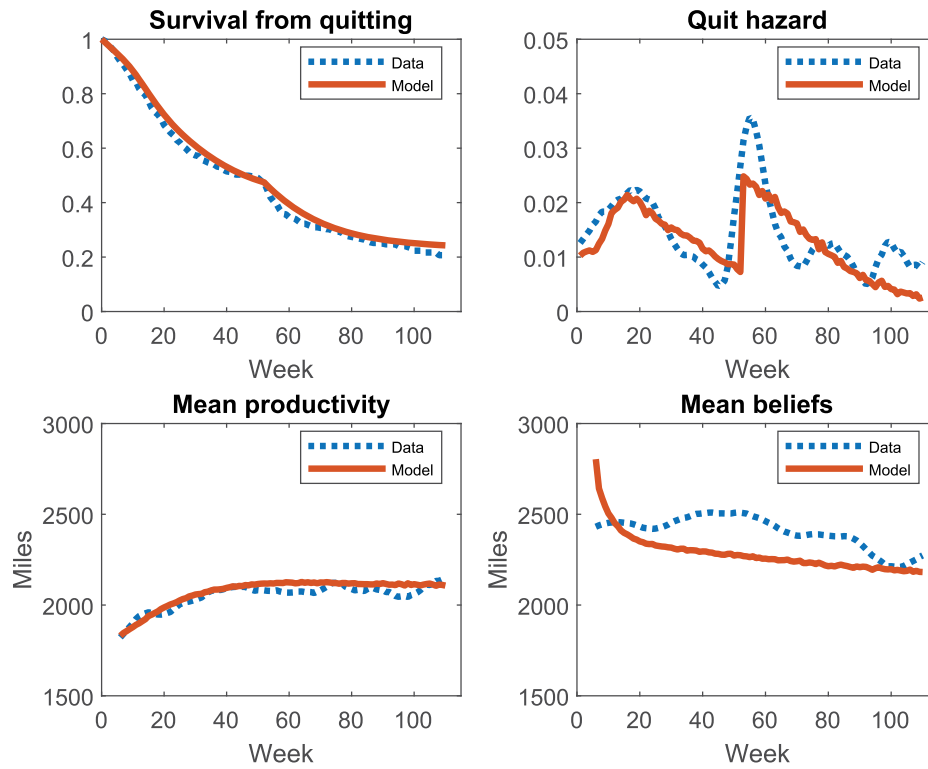 Survival from quitting
1
0.8
0.6
0.4
0.2
0
0 20 40 60 80 100
Week
Data
Model
Quit hazard
0.05
0.04
0.03
0.02
0.01
0
0 20 40 60 80 100
Week
Data
Model
Mean productivity
3000
2500
2000
1500
Miles
0 20 40 60 80 100
Week
Data
Model
Mean beliefs
3000
2500
2000
1500
Miles
0 20 40 60 80 100
Week
Data
Model